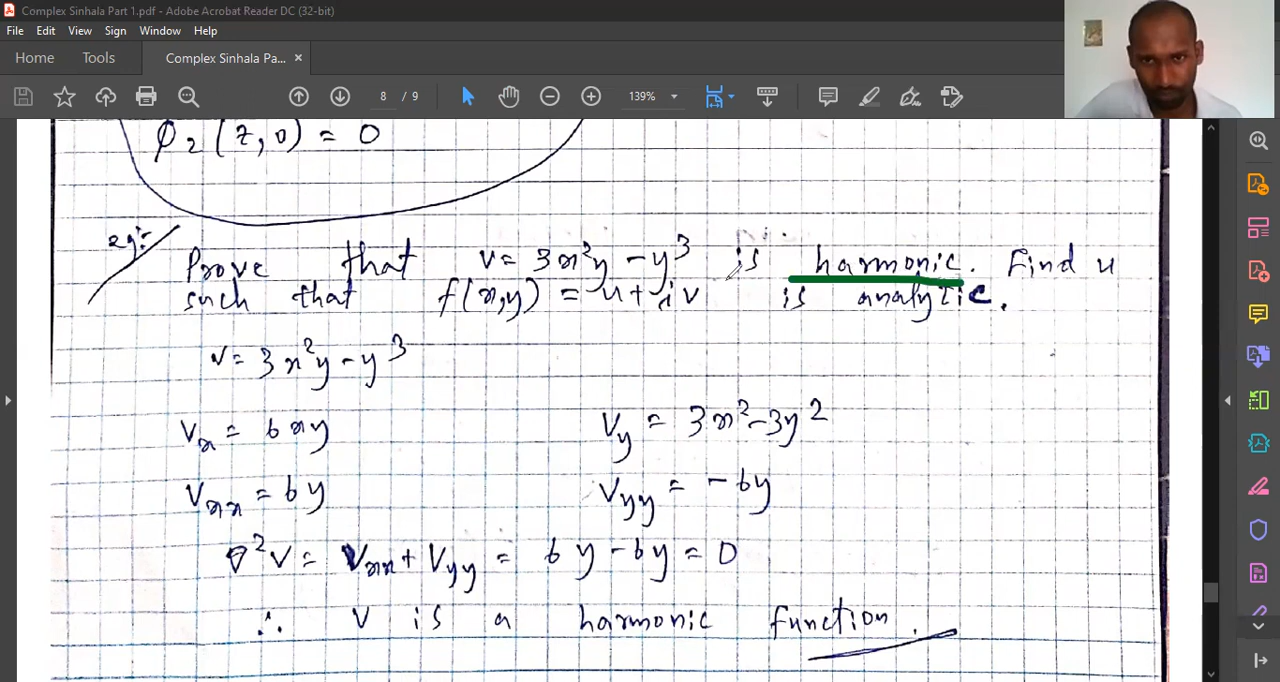 Complex Sinhala Part 1.pdf - Adobe Acrobat Reader DC (32-bit)
File Edit View Sign Window Help
Home Tools Complex Sinhala Pa... ×
8 / 9 139%
φ₂(z,0) = 0
eg:-
Prove that v = 3x²y - y³ is harmonic. Find u
such that f(x,y) = u + iv is analytic.
v = 3x²y - y³
Vₓ = 6xy Vᵧ = 3x² - 3y²
Vₓₓ = 6y Vᵧᵧ = -6y
∇²V = Vₓₓ + Vᵧᵧ = 6y - 6y = 0
∴ V is a harmonic function.